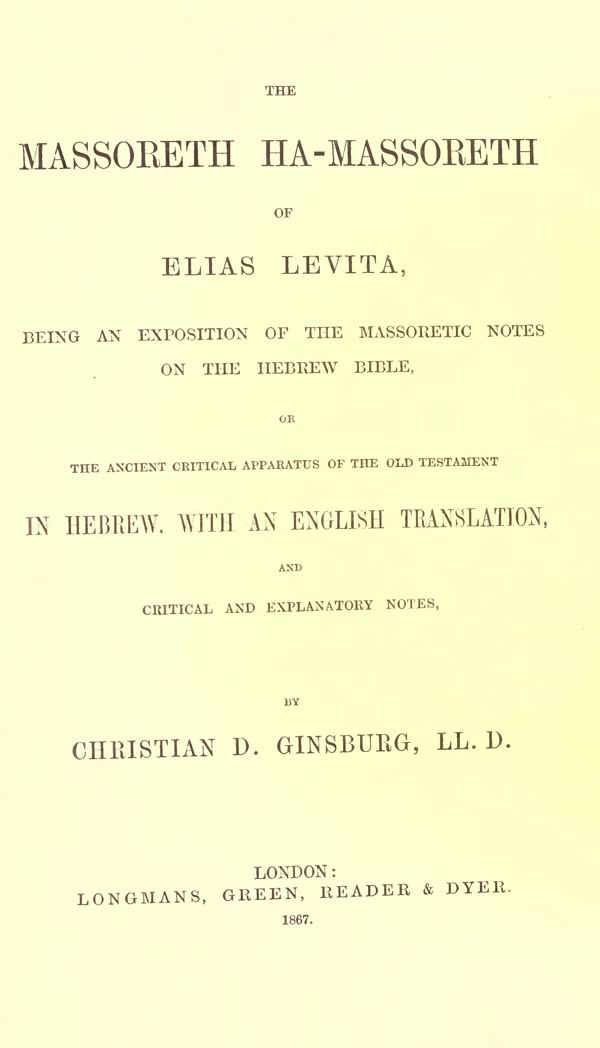 THE
MASSORETH HA-MASSORETH
OF
ELIAS LEVITA,
BEING AN EXPOSITION OF THE MASSORETIC NOTES
ON THE HEBREW BIBLE,
OR
THE ANCIENT CRITICAL APPARATUS OF THE OLD TESTAMENT
IN HEBREW. WITH AN ENGLISH TRANSLATION,
AND
CRITICAL AND EXPLANATORY NOTES,
BY
CHRISTIAN D. GINSBURG, LL. D.
LONDON:
LONGMANS, GREEN, READER & DYER.
1867.